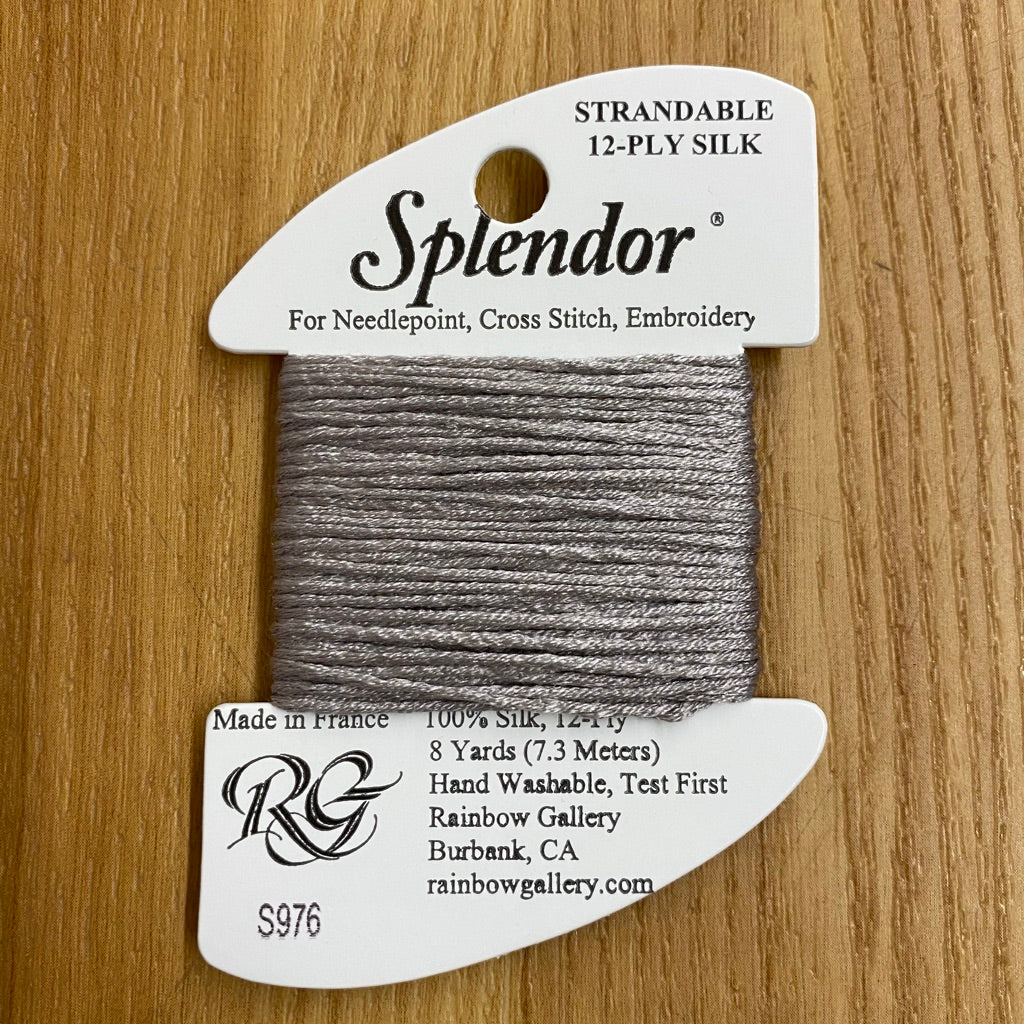 STRANDABLE
12-PLY SILK
Splendor ®
For Needlepoint, Cross Stitch, Embroidery
Made in France
100% Silk, 12-Ply
8 Yards (7.3 Meters)
Hand Washable, Test First
Rainbow Gallery
Burbank, CA
rainbowgallery.com
RG
S976